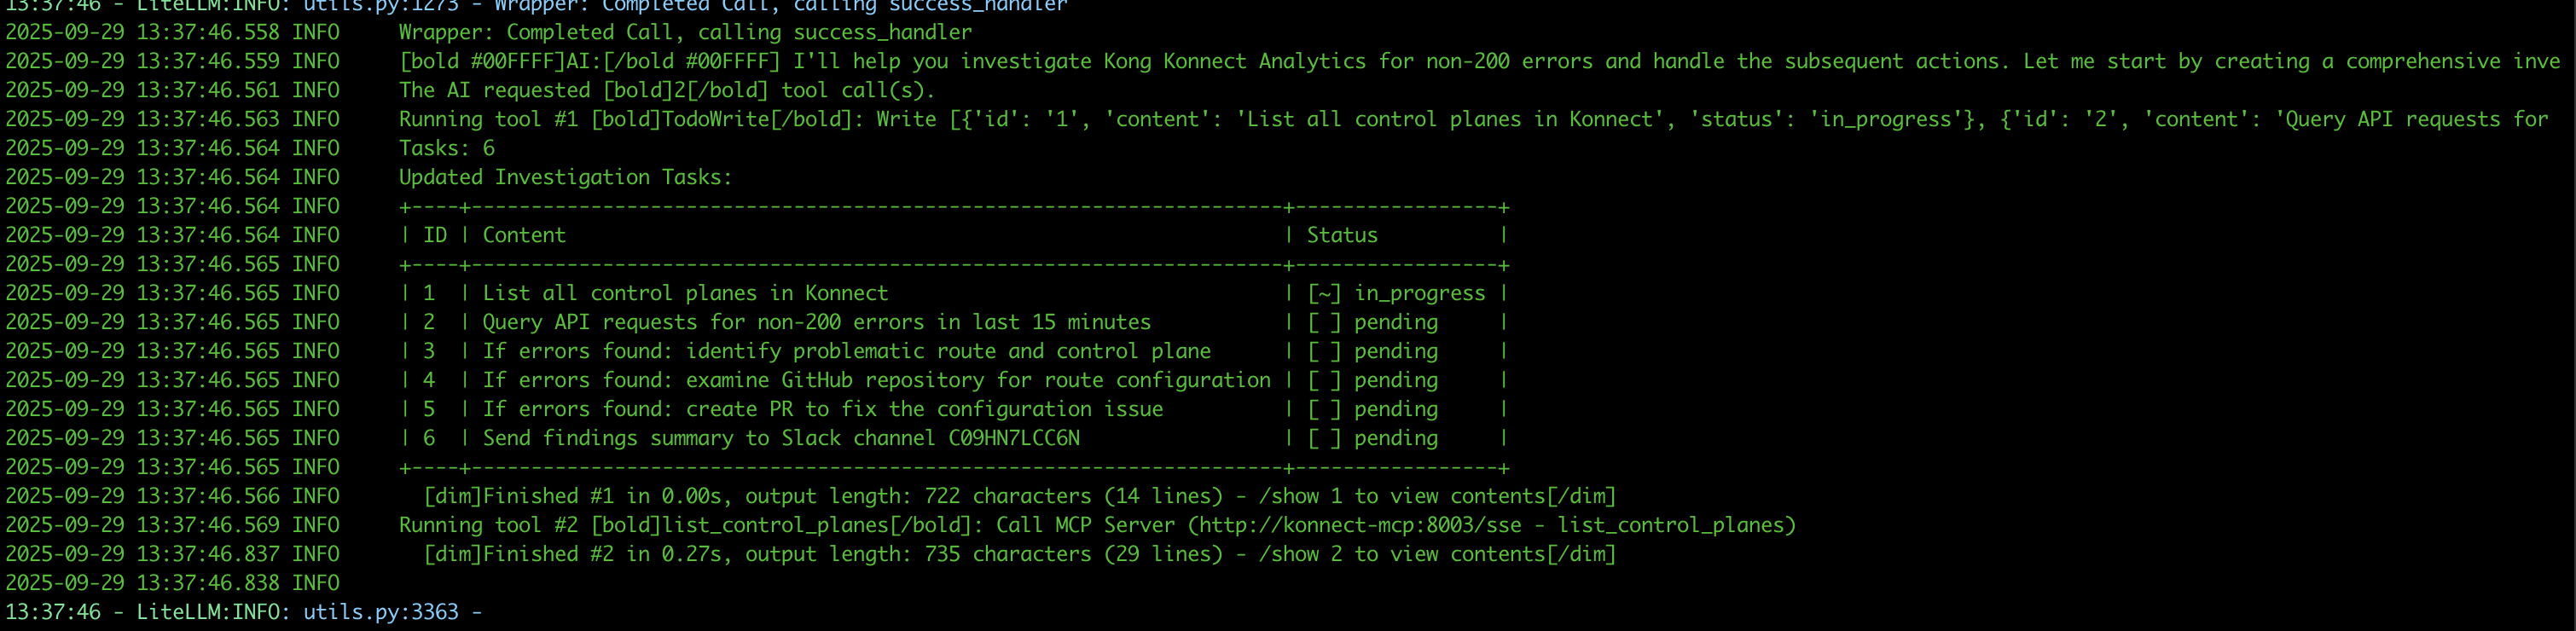 13:37:46 - LiteLLM:INFO: utils.py:1273 - Wrapper: Completed Call, calling success_handler
2025-09-29 13:37:46.558 INFO     Wrapper: Completed Call, calling success_handler
2025-09-29 13:37:46.559 INFO     [bold #00FFFF]AI:[/bold #00FFFF] I'll help you investigate Kong Konnect Analytics for non-200 errors and handle the subsequent actions. Let me start by creating a comprehensive inve
2025-09-29 13:37:46.561 INFO     The AI requested [bold]2[/bold] tool call(s).
2025-09-29 13:37:46.563 INFO     Running tool #1 [bold]TodoWrite[/bold]: Write [{'id': '1', 'content': 'List all control planes in Konnect', 'status': 'in_progress'}, {'id': '2', 'content': 'Query API requests for
2025-09-29 13:37:46.564 INFO     Tasks: 6
2025-09-29 13:37:46.564 INFO     Updated Investigation Tasks:
2025-09-29 13:37:46.564 INFO     +----+--------------------------------------------------------------------+-----------------+
2025-09-29 13:37:46.564 INFO     | ID | Content                                                            | Status          |
2025-09-29 13:37:46.565 INFO     +----+--------------------------------------------------------------------+-----------------+
2025-09-29 13:37:46.565 INFO     | 1  | List all control planes in Konnect                                 | [~] in_progress |
2025-09-29 13:37:46.565 INFO     | 2  | Query API requests for non-200 errors in last 15 minutes           | [ ] pending     |
2025-09-29 13:37:46.565 INFO     | 3  | If errors found: identify problematic route and control plane      | [ ] pending     |
2025-09-29 13:37:46.565 INFO     | 4  | If errors found: examine GitHub repository for route configuration | [ ] pending     |
2025-09-29 13:37:46.565 INFO     | 5  | If errors found: create PR to fix the configuration issue          | [ ] pending     |
2025-09-29 13:37:46.565 INFO     | 6  | Send findings summary to Slack channel C09HN7LCC6N                 | [ ] pending     |
2025-09-29 13:37:46.565 INFO     +----+--------------------------------------------------------------------+-----------------+
2025-09-29 13:37:46.566 INFO       [dim]Finished #1 in 0.00s, output length: 722 characters (14 lines) - /show 1 to view contents[/dim]
2025-09-29 13:37:46.569 INFO     Running tool #2 [bold]list_control_planes[/bold]: Call MCP Server (http://konnect-mcp:8003/sse - list_control_planes)
2025-09-29 13:37:46.837 INFO       [dim]Finished #2 in 0.27s, output length: 735 characters (29 lines) - /show 2 to view contents[/dim]
2025-09-29 13:37:46.838 INFO
13:37:46 - LiteLLM:INFO: utils.py:3363 -